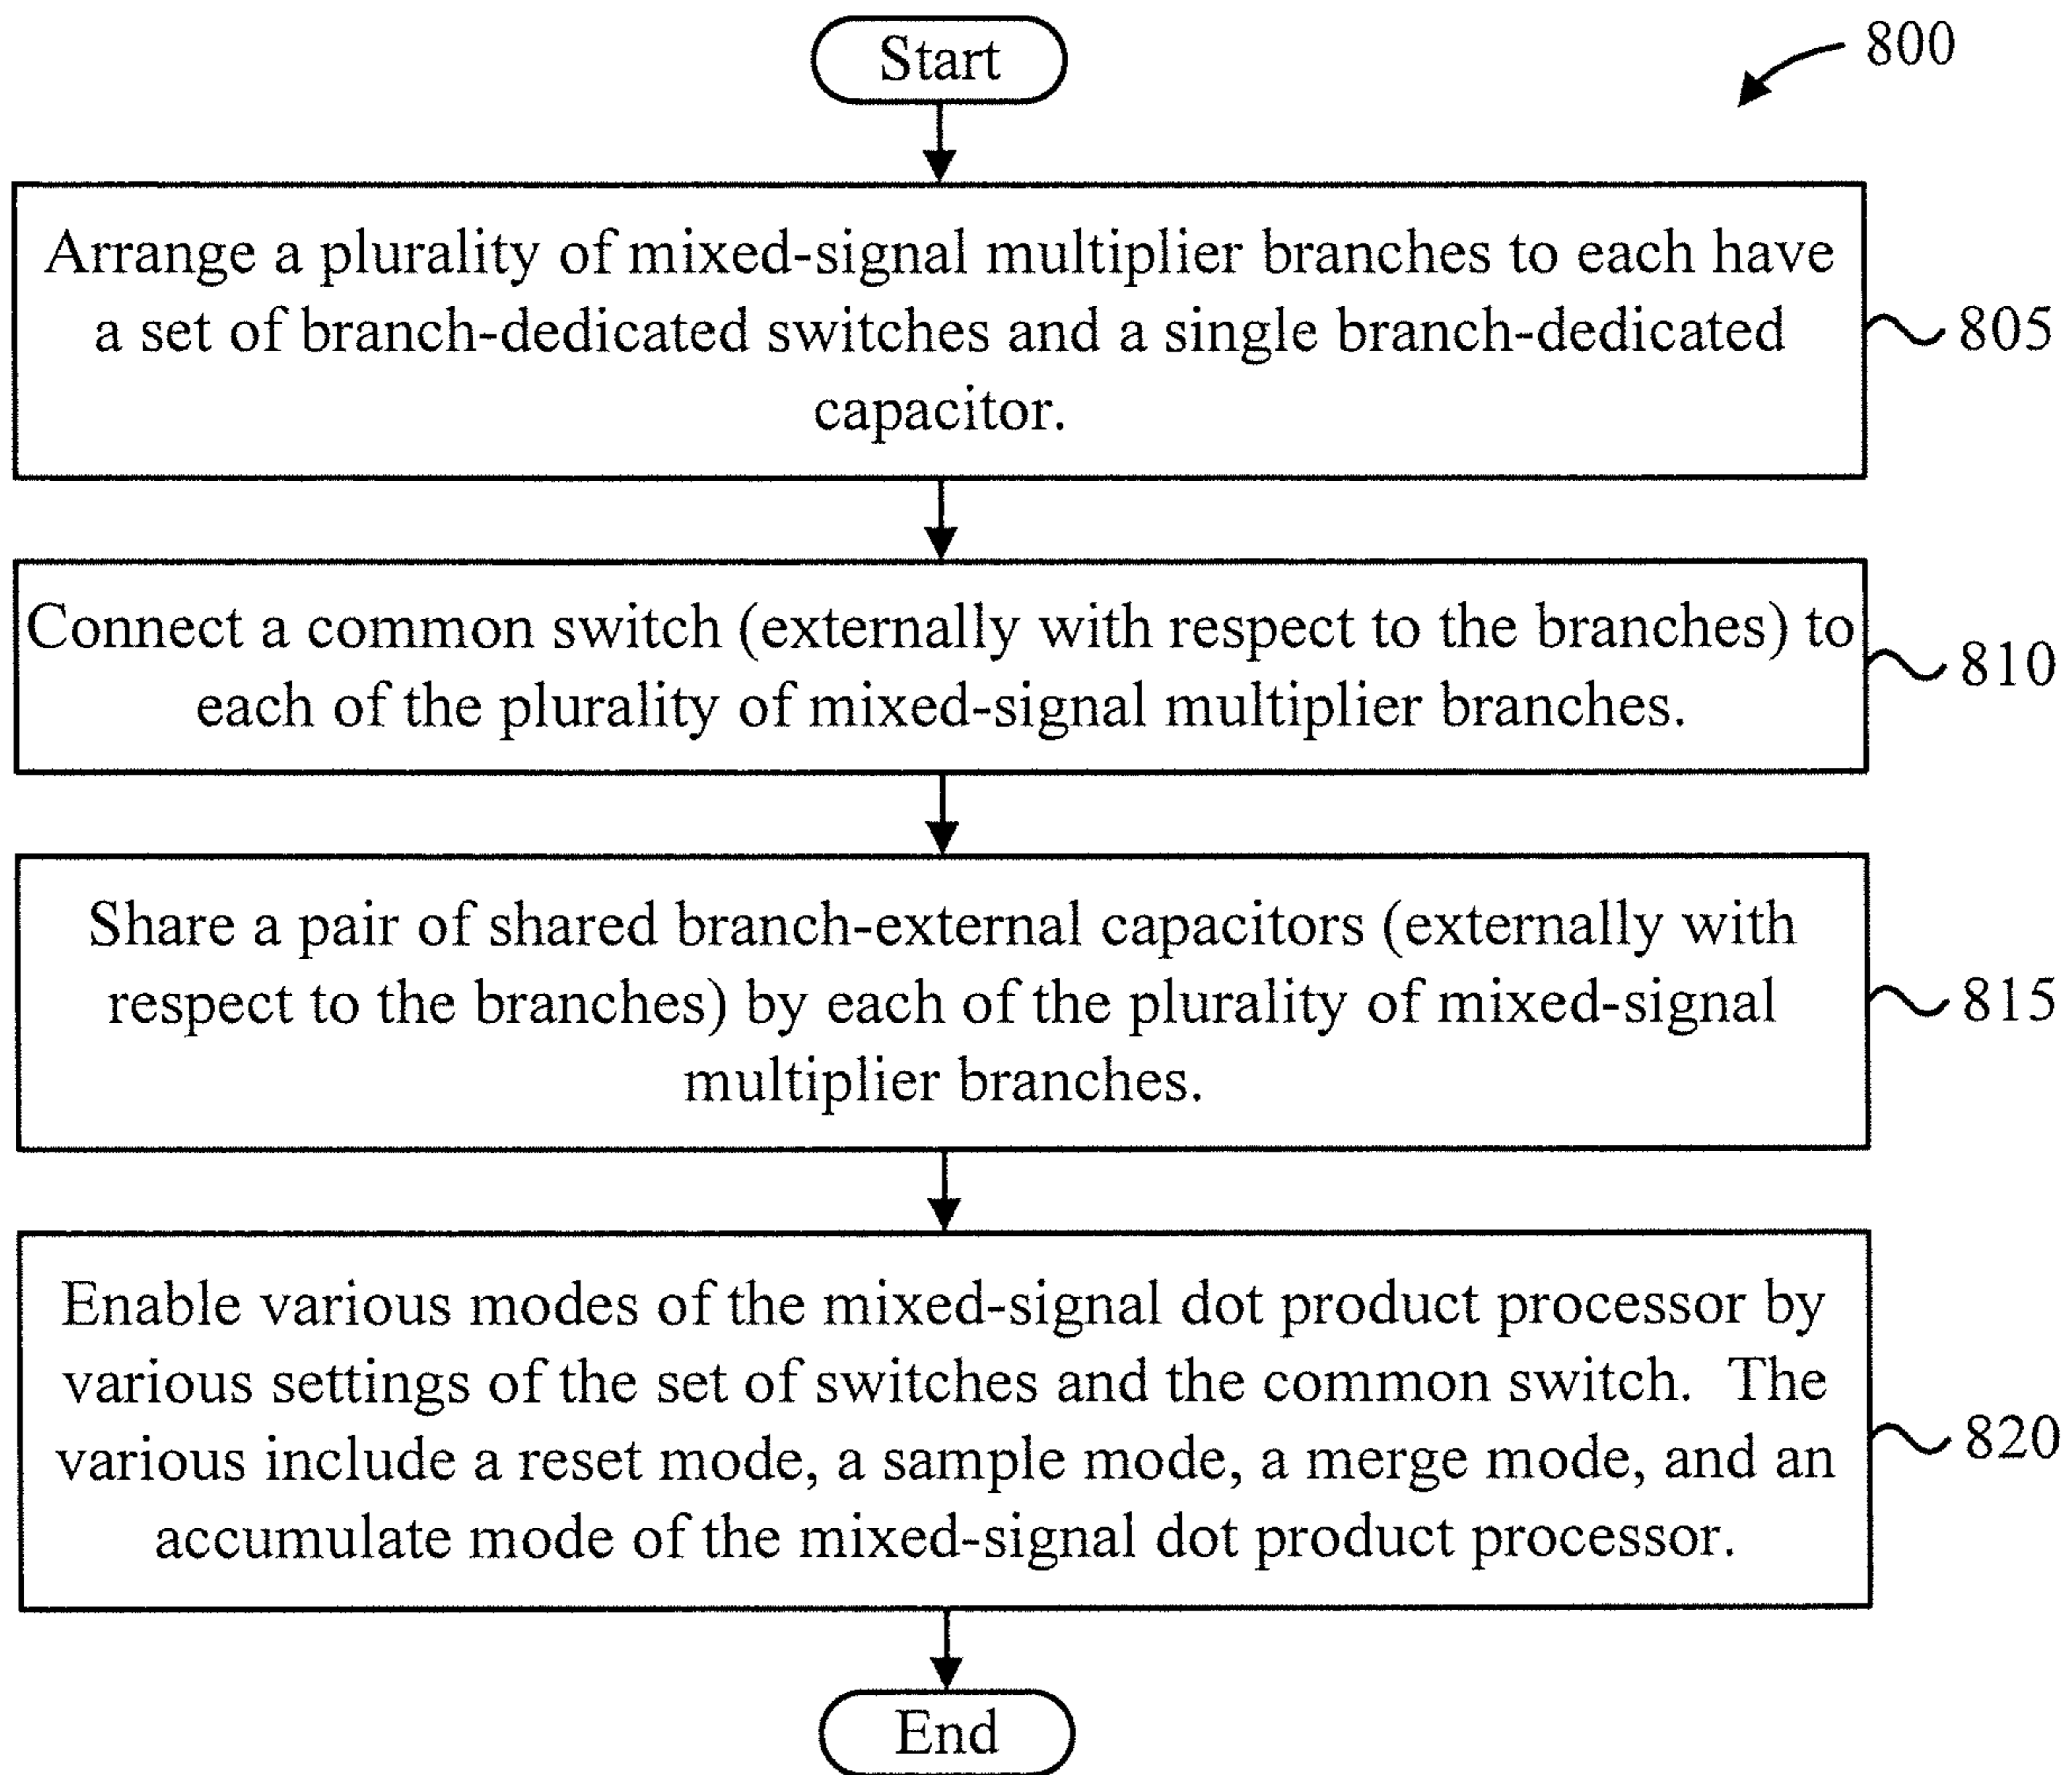 Start
800
Arrange a plurality of mixed-signal multiplier branches to each have
a set of branch-dedicated switches and a single branch-dedicated
capacitor.
805
Connect a common switch (externally with respect to the branches) to
each of the plurality of mixed-signal multiplier branches.
810
Share a pair of shared branch-external capacitors (externally with
respect to the branches) by each of the plurality of mixed-signal
multiplier branches.
815
Enable various modes of the mixed-signal dot product processor by
various settings of the set of switches and the common switch.  The
various include a reset mode, a sample mode, a merge mode, and an
accumulate mode of the mixed-signal dot product processor.
820
End